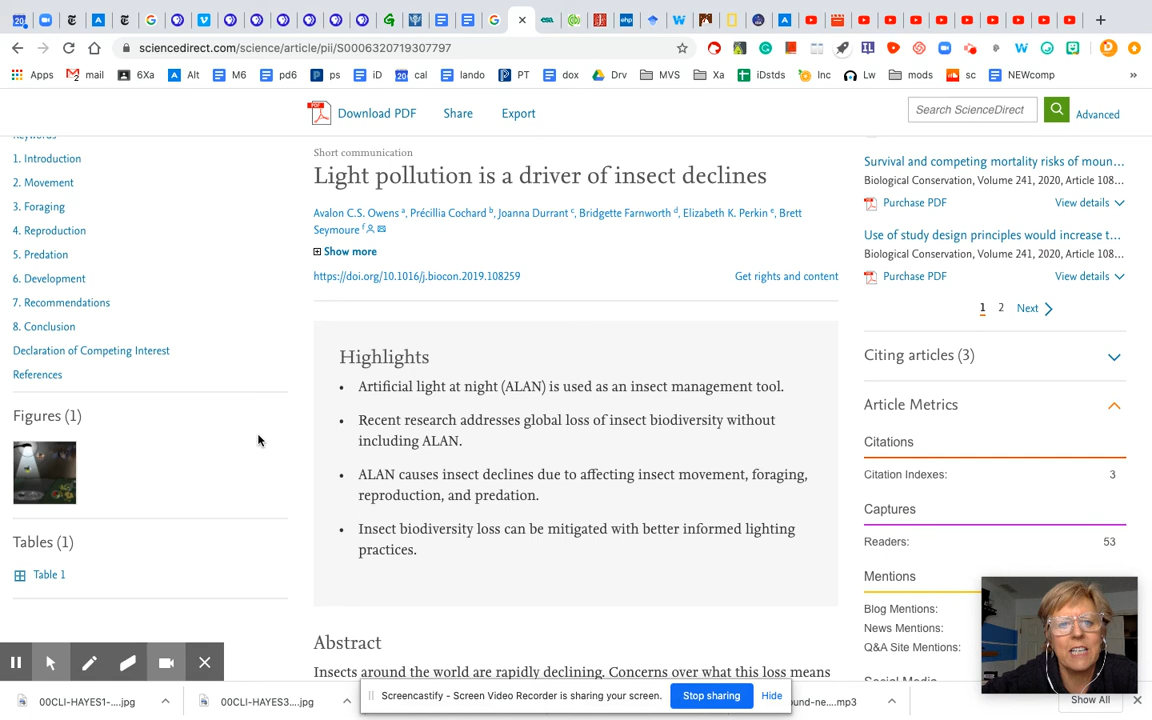 sciencedirect.com/science/article/pii/S0006320719307797
Apps mail 6Xa Alt M6 pd6 ps iD cal lando PT dox Drv MVS Xa iDstds Inc Lw mods sc NEWcomp »
Download PDF Share Export
Search ScienceDirect Advanced
Keywords
1. Introduction
2. Movement
3. Foraging
4. Reproduction
5. Predation
6. Development
7. Recommendations
8. Conclusion
Declaration of Competing Interest
References
Figures (1)
Tables (1)
Table 1
Short communication
Light pollution is a driver of insect declines
Avalon C.S. Owens a, Précillia Cochard b, Joanna Durrant c, Bridgette Farnworth d, Elizabeth K. Perkin e, Brett
Seymoure f
Show more
https://doi.org/10.1016/j.biocon.2019.108259 Get rights and content
Highlights
• Artificial light at night (ALAN) is used as an insect management tool.
• Recent research addresses global loss of insect biodiversity without
including ALAN.
• ALAN causes insect declines due to affecting insect movement, foraging,
reproduction, and predation.
• Insect biodiversity loss can be mitigated with better informed lighting
practices.
Abstract
Insects around the world are rapidly declining. Concerns over what this loss means
Survival and competing mortality risks of moun...
Biological Conservation, Volume 241, 2020, Article 108...
Purchase PDF View details
Use of study design principles would increase t...
Biological Conservation, Volume 241, 2020, Article 108...
Purchase PDF View details
1 2 Next
Citing articles (3)
Article Metrics
Citations
Citation Indexes: 3
Captures
Readers: 53
Mentions
Blog Mentions:
News Mentions:
Q&A Site Mentions:
Social Media
00CLI-HAYES1-....jpg 00CLI-HAYES3....jpg
Screencastify - Screen Video Recorder is sharing your screen. Stop sharing Hide
ound-ne....mp3 Show All